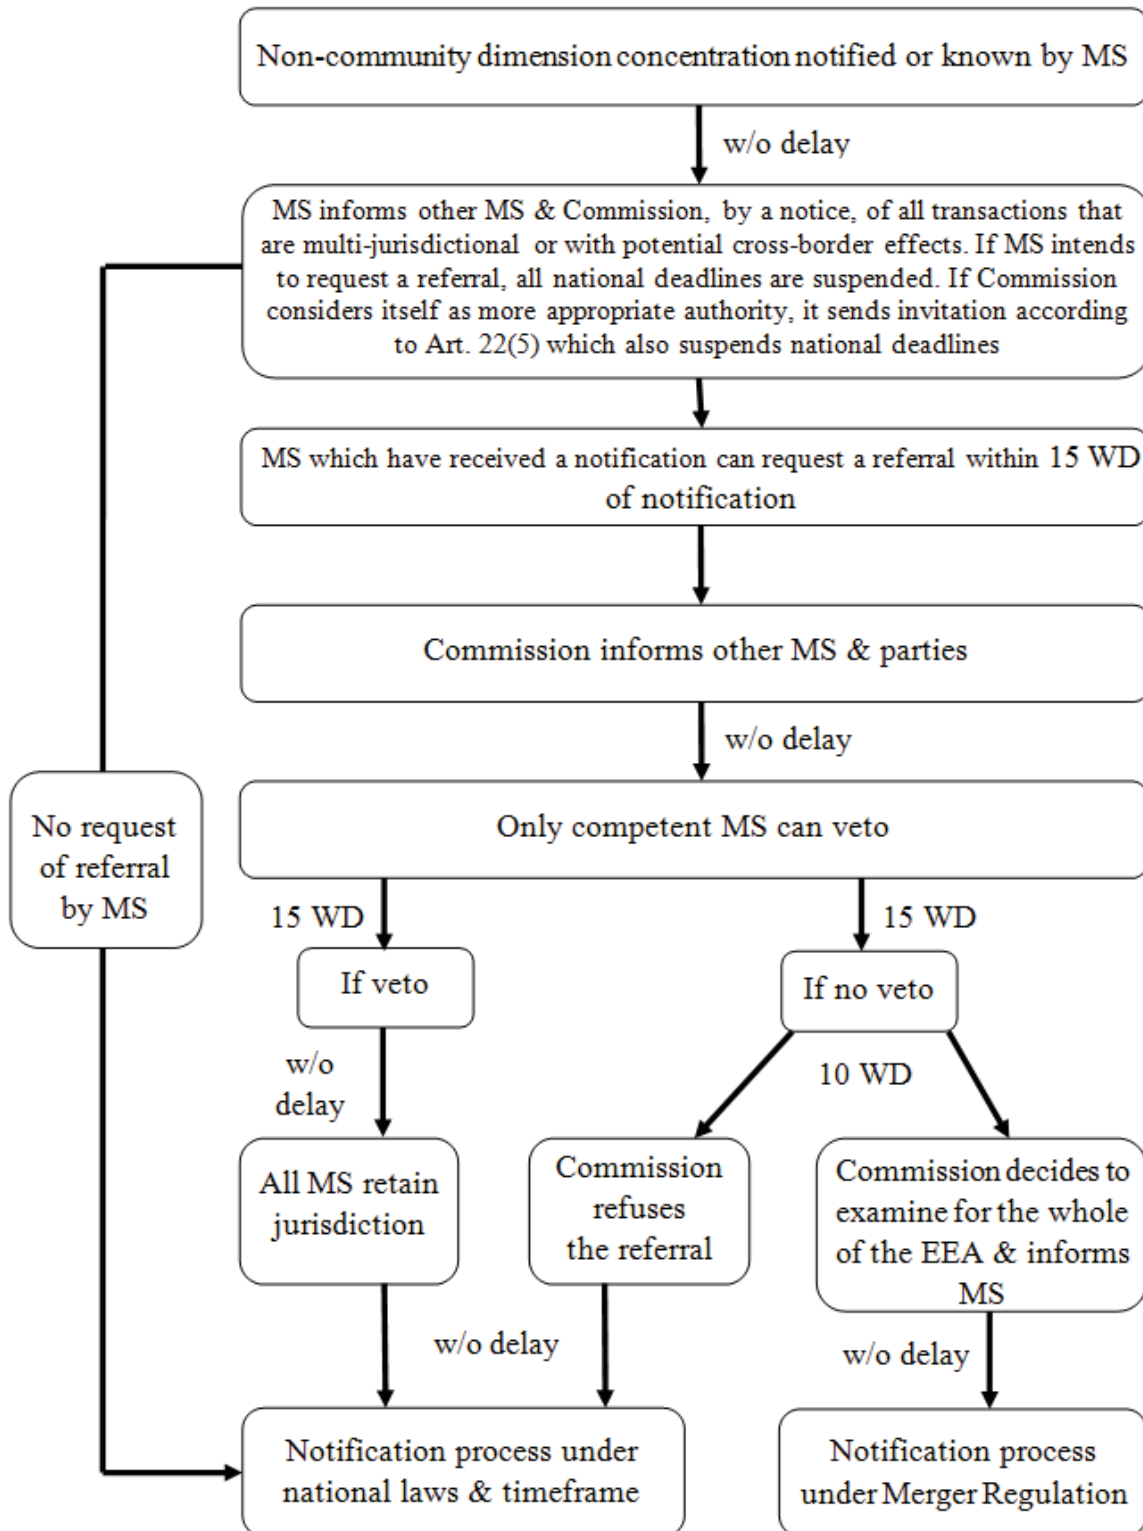 Non-community dimension concentration notified or known by MS
w/o delay
MS informs other MS & Commission, by a notice, of all transactions that
are multi-jurisdictional or with potential cross-border effects. If MS intends
to request a referral, all national deadlines are suspended. If Commission
considers itself as more appropriate authority, it sends invitation according
to Art. 22(5) which also suspends national deadlines
MS which have received a notification can request a referral within 15 WD
of notification
Commission informs other MS & parties
w/o delay
No request
of referral
by MS
Only competent MS can veto
15 WD
15 WD
If veto
If no veto
w/o
delay
10 WD
All MS retain
jurisdiction
Commission
refuses
the referral
Commission decides to
examine for the whole
of the EEA & informs
MS
w/o delay
w/o delay
Notification process under
national laws & timeframe
Notification process
under Merger Regulation